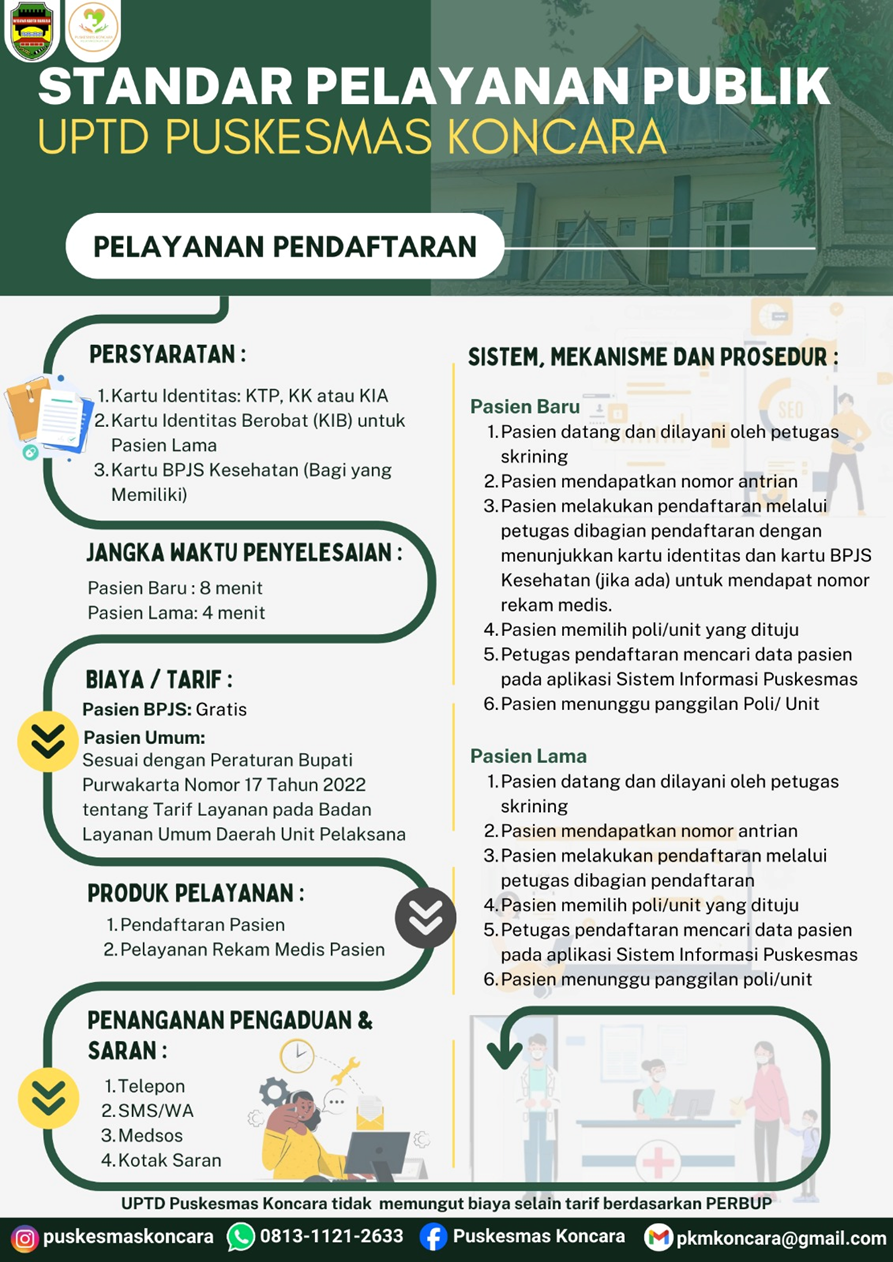 STANDAR PELAYANAN PUBLIK
UPTD PUSKESMAS KONCARA
PELAYANAN PENDAFTARAN
PERSYARATAN :
1. Kartu Identitas: KTP, KK atau KIA
2. Kartu Identitas Berobat (KIB) untuk
Pasien Lama
3. Kartu BPJS Kesehatan (Bagi yang
Memiliki)
JANGKA WAKTU PENYELESAIAN :
Pasien Baru : 8 menit
Pasien Lama: 4 menit
BIAYA / TARIF :
Pasien BPJS: Gratis
Pasien Umum:
Sesuai dengan Peraturan Bupati
Purwakarta Nomor 17 Tahun 2022
tentang Tarif Layanan pada Badan
Layanan Umum Daerah Unit Pelaksana
PRODUK PELAYANAN :
1. Pendaftaran Pasien
2. Pelayanan Rekam Medis Pasien
PENANGANAN PENGADUAN &
SARAN :
1. Telepon
2. SMS/WA
3. Medsos
4. Kotak Saran
SISTEM, MEKANISME DAN PROSEDUR :
Pasien Baru
1. Pasien datang dan dilayani oleh petugas
skrining
2. Pasien mendapatkan nomor antrian
3. Pasien melakukan pendaftaran melalui
petugas dibagian pendaftaran dengan
menunjukkan kartu identitas dan kartu BPJS
Kesehatan (jika ada) untuk mendapat nomor
rekam medis.
4. Pasien memilih poli/unit yang dituju
5. Petugas pendaftaran mencari data pasien
pada aplikasi Sistem Informasi Puskesmas
6. Pasien menunggu panggilan Poli/ Unit
SEO
Pasien Lama
1. Pasien datang dan dilayani oleh petugas
skrining
2. Pasien mendapatkan nomor antrian
3. Pasien melakukan pendaftaran melalui
petugas dibagian pendaftaran
4. Pasien memilih poli/unit yang dituju
5. Petugas pendaftaran mencari data pasien
pada aplikasi Sistem Informasi Puskesmas
6. Pasien menunggu panggilan poli/unit
UPTD Puskesmas Koncara tidak memungut biaya selain tarif berdasarkan PERBUP
puskesmaskoncara
0813-1121-2633
Puskesmas Koncara
pkmkoncara@gmail.com